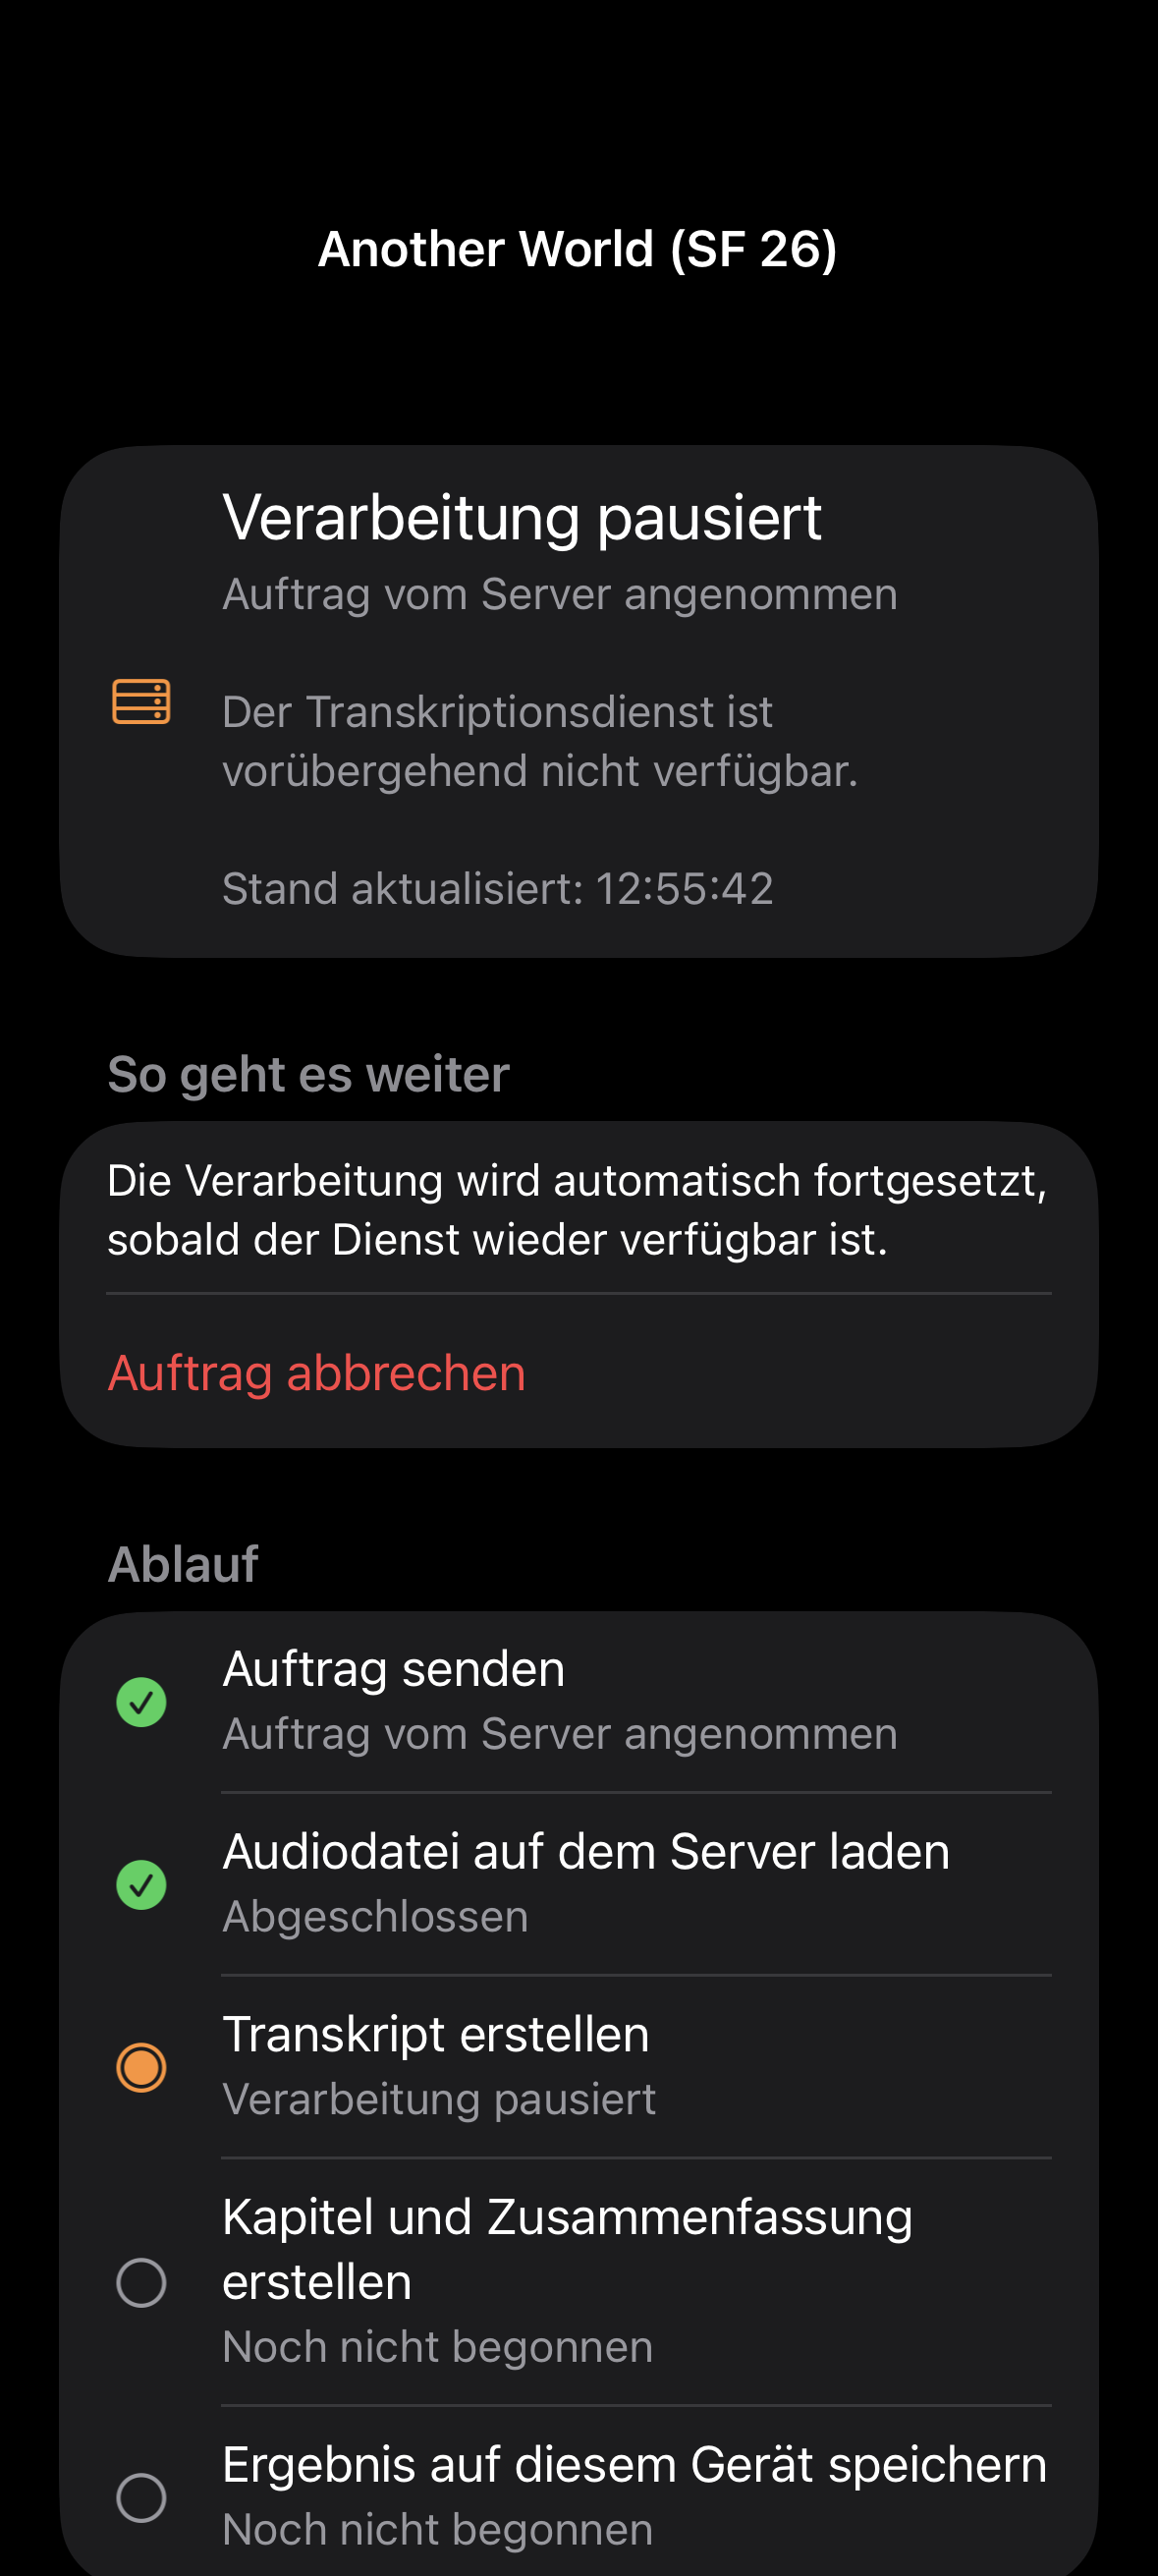 Another World (SF 26)
Verarbeitung pausiert
Auftrag vom Server angenommen
Der Transkriptionsdienst ist
vorübergehend nicht verfügbar.
Stand aktualisiert: 12:55:42
So geht es weiter
Die Verarbeitung wird automatisch fortgesetzt,
sobald der Dienst wieder verfügbar ist.
Auftrag abbrechen
Ablauf
Auftrag senden
Auftrag vom Server angenommen
Audiodatei auf dem Server laden
Abgeschlossen
Transkript erstellen
Verarbeitung pausiert
Kapitel und Zusammenfassung
erstellen
Noch nicht begonnen
Ergebnis auf diesem Gerät speichern
Noch nicht begonnen